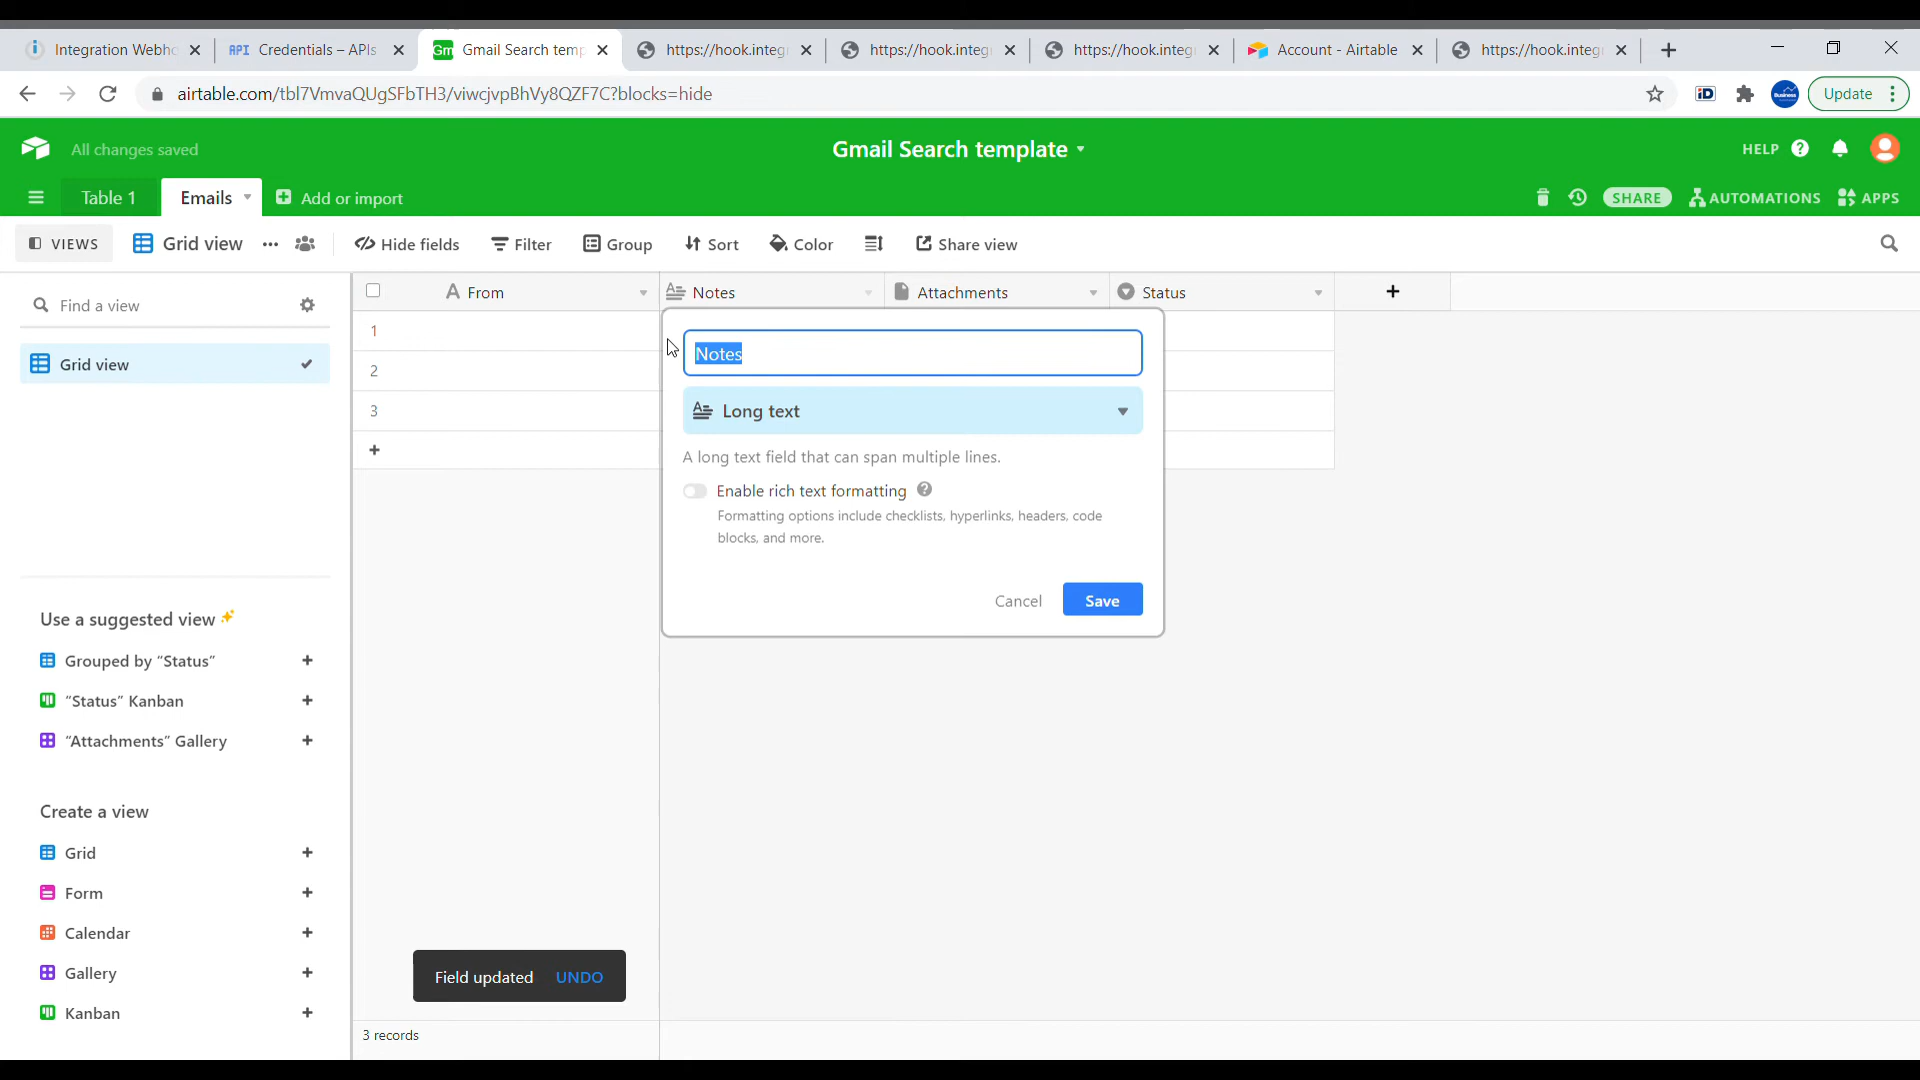 Integration Webh
API Credentials – APIs
Gm Gmail Search temp
https://hook.integ
https://hook.integ
https://hook.integ
Account - Airtable
https://hook.integ
airtable.com/tbl7VmvaQUgSFbTH3/viwcjvpBhVy8QZF7C?blocks=hide
iD
Update
All changes saved
Gmail Search template
HELP
Table 1
Emails
Add or import
SHARE
AUTOMATIONS
APPS
VIEWS
Grid view
Hide fields
Filter
Group
Sort
Color
Share view
Find a view
From
Notes
Attachments
Status
1
2
3
Grid view
Notes
Long text
A long text field that can span multiple lines.
Enable rich text formatting
Formatting options include checklists, hyperlinks, headers, code
blocks, and more.
Cancel
Save
Use a suggested view
Grouped by “Status”
“Status” Kanban
“Attachments” Gallery
Create a view
Grid
Form
Calendar
Gallery
Kanban
Field updated
UNDO
3 records